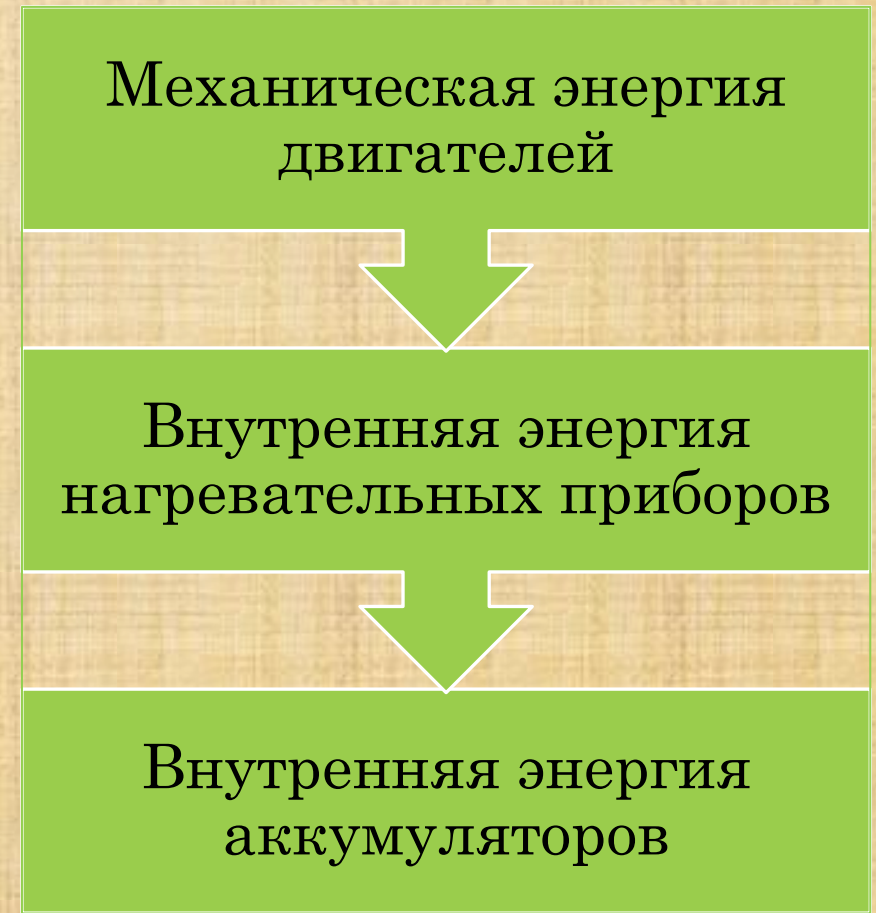 Механическая энергия
двигателей
Внутренняя энергия
нагревательных приборов
Внутренняя энергия
аккумуляторов